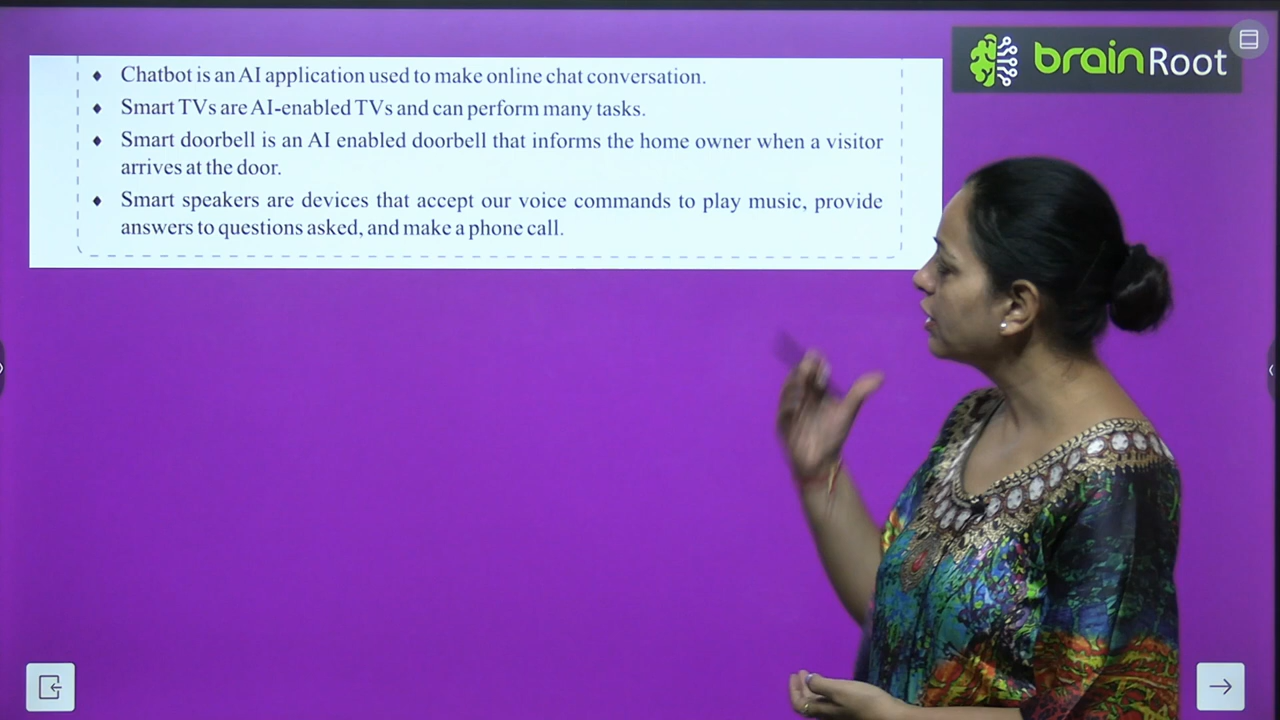 brainRoot
♦ Chatbot is an AI application used to make online chat conversation.
♦ Smart TVs are AI-enabled TVs and can perform many tasks.
♦ Smart doorbell is an AI enabled doorbell that informs the home owner when a visitor
arrives at the door.
♦ Smart speakers are devices that accept our voice commands to play music, provide
answers to questions asked, and make a phone call.